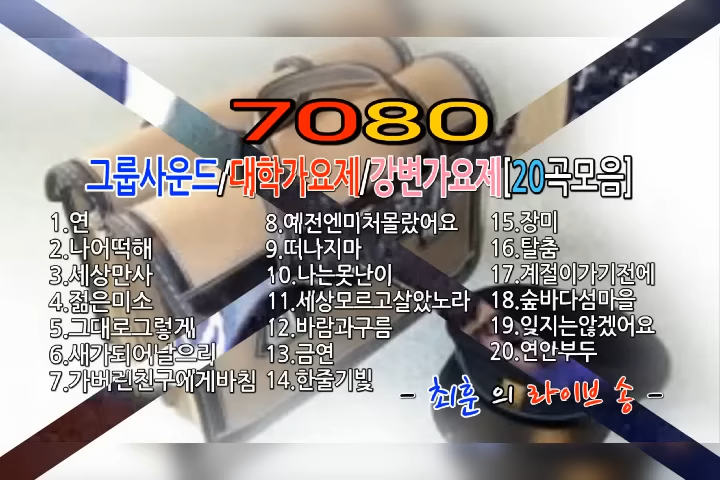 7080
그룹사운드/대학가요제/강변가요제[20곡모음]
1.연
2.나어떡해
3.세상만사
4.젊은미소
5.그대로그렇게
6.새가되어날으리
7.가버린친구에게바침
8.예전엔미처몰랐어요
9.떠나지마
10.나는못난이
11.세상모르고살았노라
12.바람과구름
13.금연
14.한줄기빛
15.장미
16.탈춤
17.계절이가기전에
18.숲바다섬마을
19.잊지는않겠어요
20.연안부두
- 최훈 의 라이브 송 -